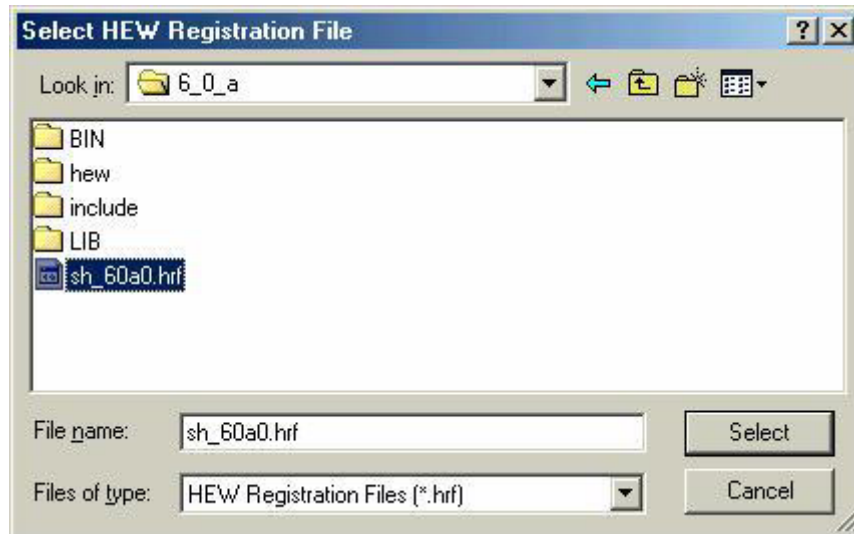 Select HEW Registration File
Look in: 6_0_a
BIN
hew
include
LIB
sh_60a0.hrf
File name: sh_60a0.hrf Select
Files of type: HEW Registration Files (*.hrf) Cancel